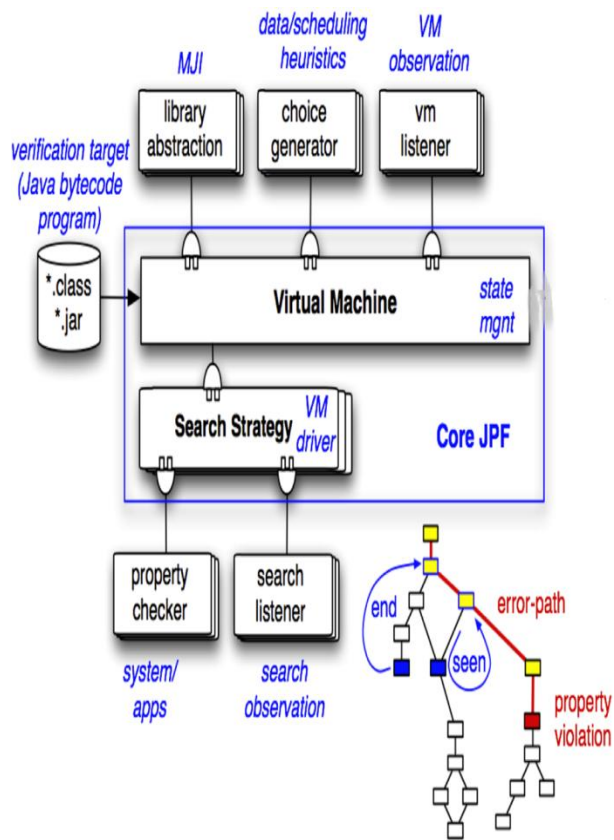 data/scheduling
heuristics
VM
observation
MJI
library
abstraction
choice
generator
vm
listener
verification target
(Java bytecode
program)
*.class
*.jar
Virtual Machine
state
mgnt
Search Strategy
VM
driver
Core JPF
property
checker
search
listener
system/
apps
search
observation
end
seen
error-path
property
violation